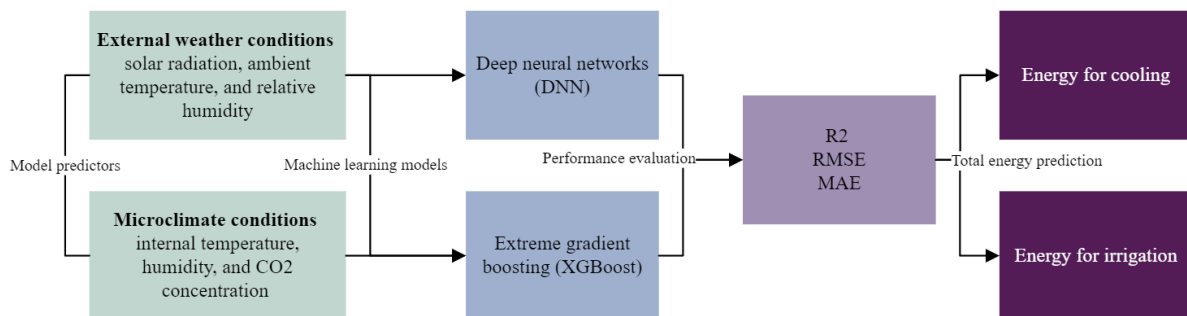 External weather conditions
solar radiation, ambient
temperature, and relative
humidity
Model predictors
Microclimate conditions
internal temperature,
humidity, and CO2
concentration
Machine learning models
Deep neural networks
(DNN)
Extreme gradient
boosting (XGBoost)
Performance evaluation
R2
RMSE
MAE
Total energy prediction
Energy for cooling
Energy for irrigation